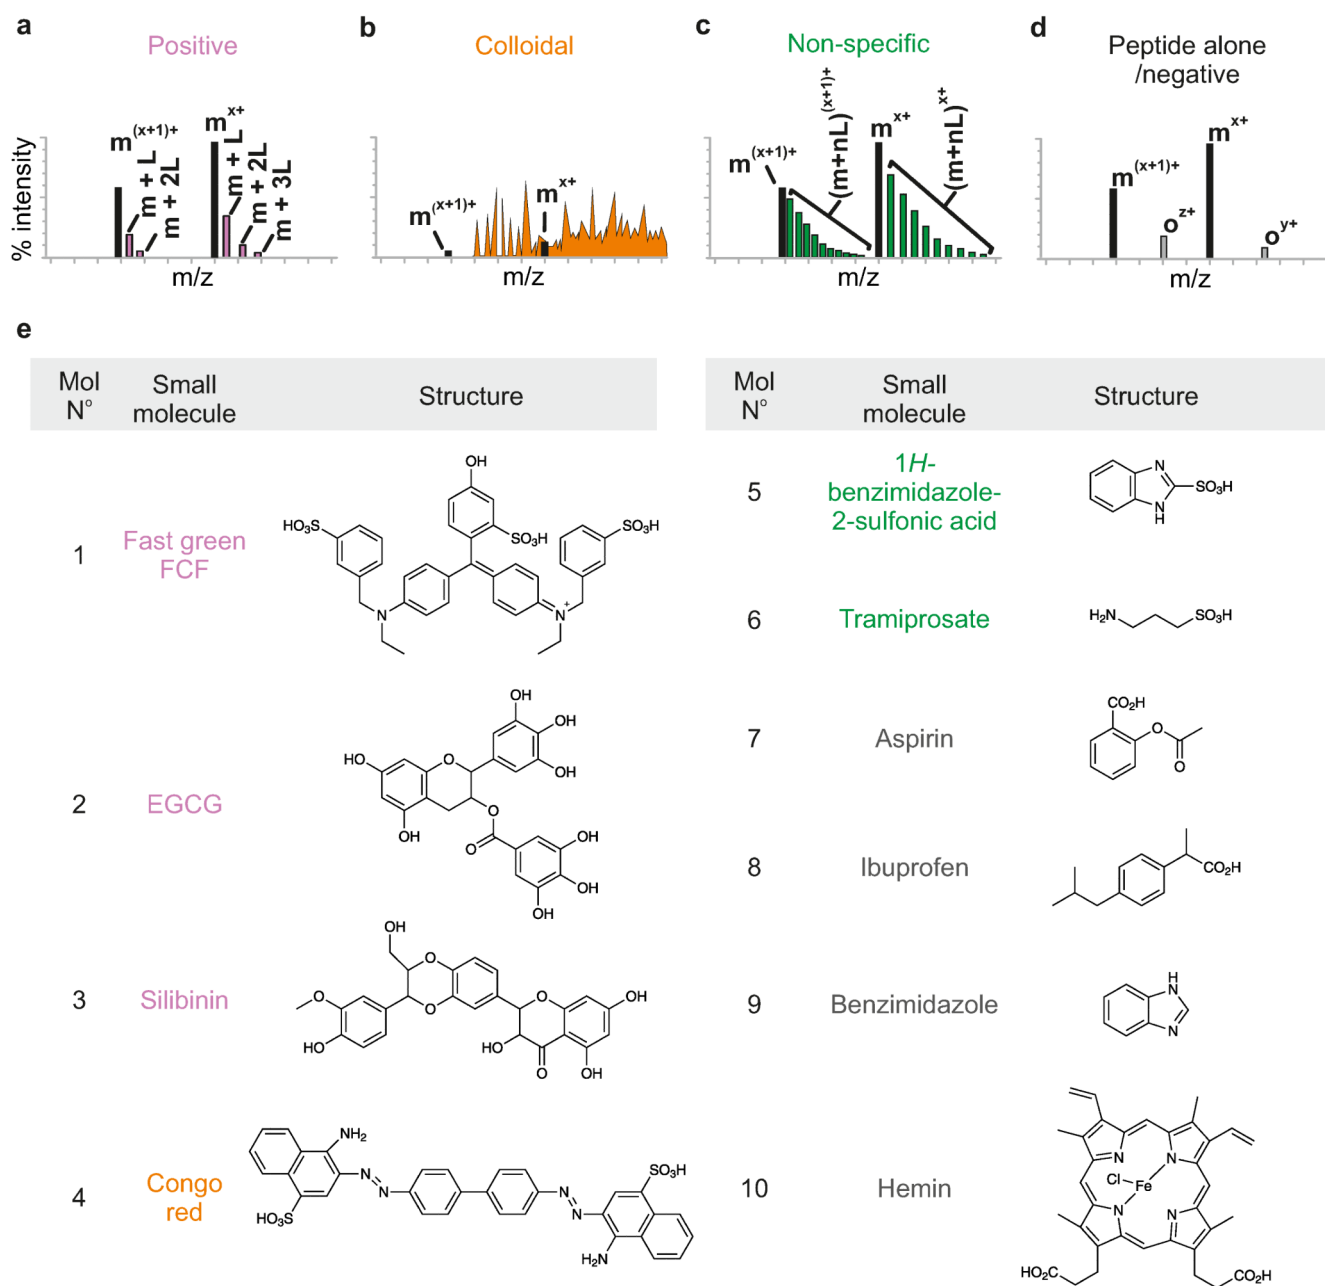 a
Positive
% intensity
m(x+1)+
m + L
m + 2L
mx+
m + L
m + 2L
m + 3L
m/z
b
Colloidal
m(x+1)+
mx+
m/z
c
Non-specific
m(x+1)+
(m+nL)(x+1)+
mx+
(m+nL)x+
m/z
d
Peptide alone
/negative
m(x+1)+
oz+
mx+
oy+
m/z
e
Mol
N°
Small
molecule
Structure
1
Fast green
FCF
OH
HO3S
SO3H
SO3H
N
N+
2
EGCG
OH
OH
OH
HO
O
OH
O
O
OH
OH
OH
3
Silibinin
HO
O
O
O
HO
O
OH
HO
O
OH
4
Congo
red
NH2
N
N
HO3S
SO3H
N
N
H2N
Mol
N°
Small
molecule
Structure
5
1H-
benzimidazole-
2-sulfonic acid
N
SO3H
N
H
6
Tramiprosate
H2N
SO3H
7
Aspirin
CO2H
O
O
8
Ibuprofen
CO2H
9
Benzimidazole
H
N
N
10
Hemin
N
N
Cl
Fe
N
N
HO2C
CO2H